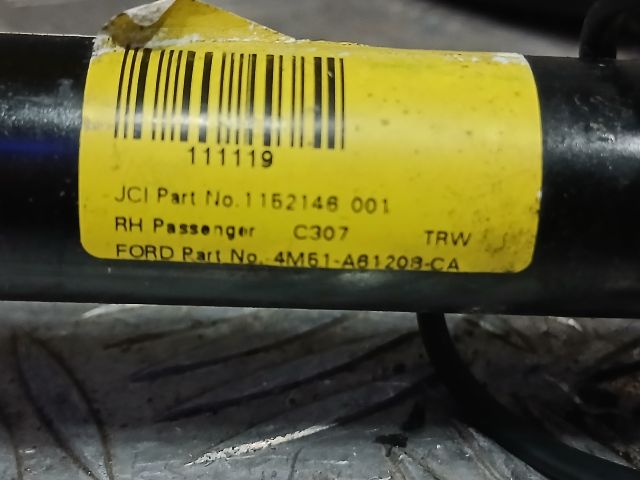 111119
JCI Part No.1152146 001
RH Passenger C307 TRW
FORD Part No. 4M51-A61208-CA